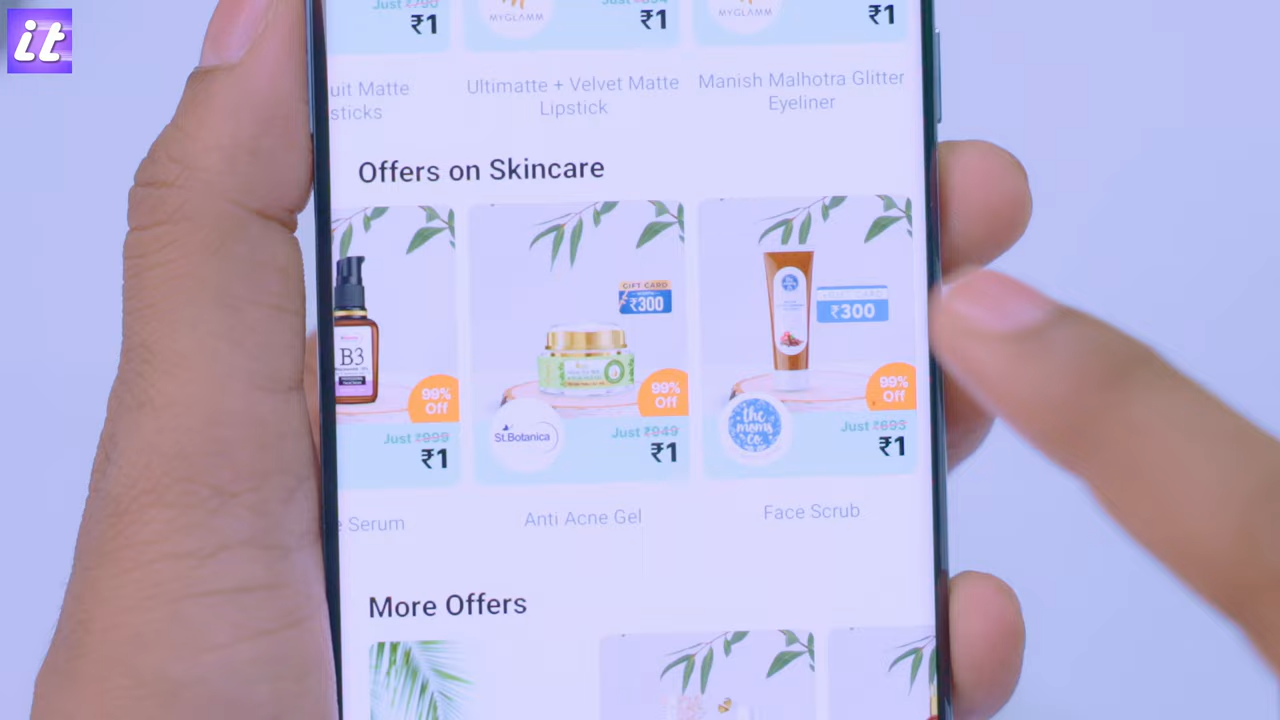 it
Just ₹790
₹1
MYGLAMM
₹1
MYGLAMM
₹1
uit Matte
sticks
Ultimatte + Velvet Matte
Lipstick
Manish Malhotra Glitter
Eyeliner
Offers on Skincare
B3
99%
Off
Just ₹999
₹1
GIFT CARD
₹300
99%
Off
St.Botanica
Just ₹949
₹1
₹300
99%
Off
the
moms
co.
Just ₹693
₹1
e Serum
Anti Acne Gel
Face Scrub
More Offers